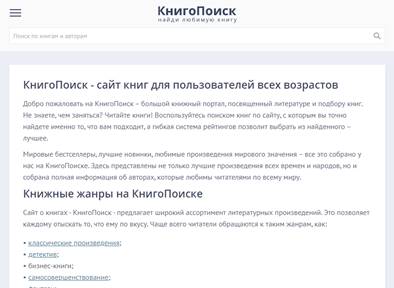 КнигоПоиск
найди любимую книгу
Поиск по книгам и авторам
КнигоПоиск - сайт книг для пользователей всех возрастов
Добро пожаловать на КнигоПоиск – большой книжный портал, посвященный литературе и подбору книг.
Не знаете, чем заняться? Читайте книги! Воспользуйтесь поиском книг по сайту, с которым вы точно
найдете именно то, что вам подходит, а гибкая система рейтингов позволит выбрать из найденного –
лучшее.
Мировые бестселлеры, лучшие новинки, любимые произведения мирового значения – все это собрано у
нас на КнигоПоиске. Здесь представлены не только лучшие произведения всех времен и народов, но и
собрана полная информация об авторах, которые любимы читателями по всему миру.
Книжные жанры на КнигоПоиске
Сайт о книгах - КнигоПоиск - предлагает широкий ассортимент литературных произведений. Это позволяет
каждому отыскать то, что ему по вкусу. Чаще всего читатели обращаются к таким жанрам, как:
• классические произведения;
• детектив;
• бизнес-книги;
• самосовершенствование;